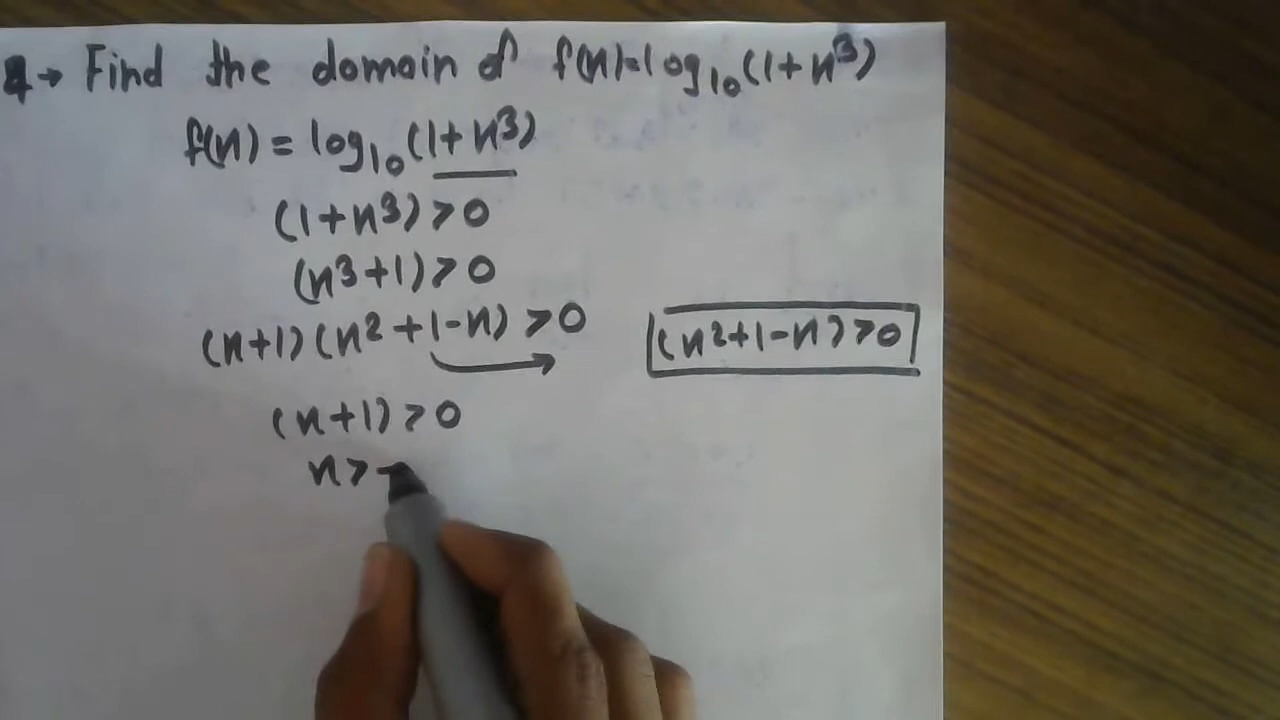 Q→ Find the domain of f(x)=log₁₀(1+x³)
f(x) = log₁₀(1+x³)
(1+x³)>0
(x³+1)>0
(x+1)(x²+1-x)>0
(x²+1-x)>0
(x+1)>0
x>-